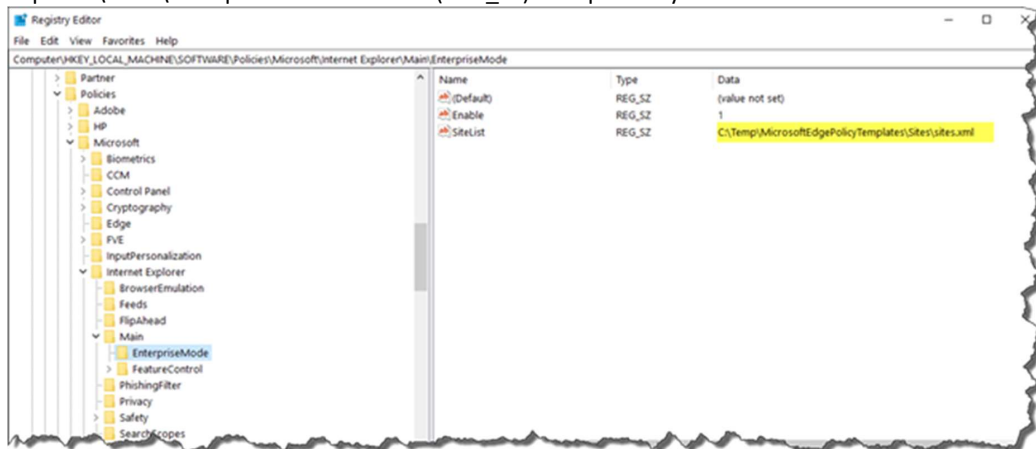 Registry Editor
File Edit View Favorites Help
Computer\HKEY_LOCAL_MACHINE\SOFTWARE\Policies\Microsoft\Internet Explorer\Main\EnterpriseMode
Partner
Policies
Adobe
HP
Microsoft
Biometrics
CCM
Control Panel
Cryptography
Edge
FVE
InputPersonalization
Internet Explorer
BrowserEmulation
Feeds
FlipAhead
Main
EnterpriseMode
FeatureControl
PhishingFilter
Privacy
Safety
SearchScopes
Name Type Data
(Default) REG_SZ (value not set)
Enable REG_SZ 1
SiteList REG_SZ C:\Temp\MicrosoftEdgePolicyTemplates\Sites\sites.xml